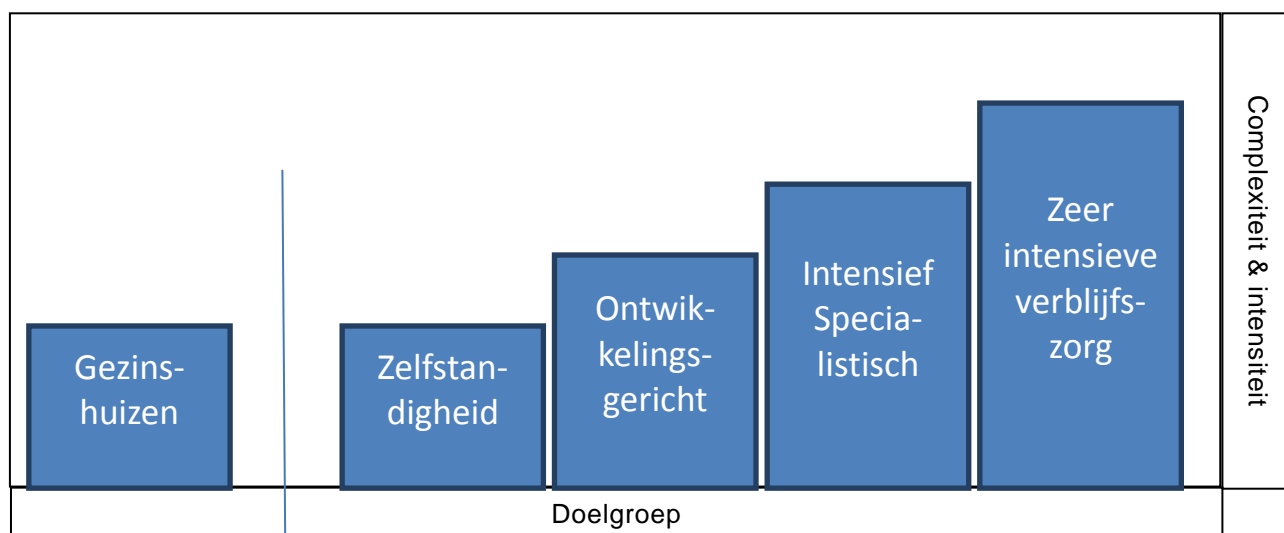 Gezins-
huizen
Zelfstan-
digheid
Ontwik-
kelings-
gericht
Intensief
Specia-
listisch
Zeer
intensieve
verblijfs-
zorg
Complexiteit & intensiteit
Doelgroep